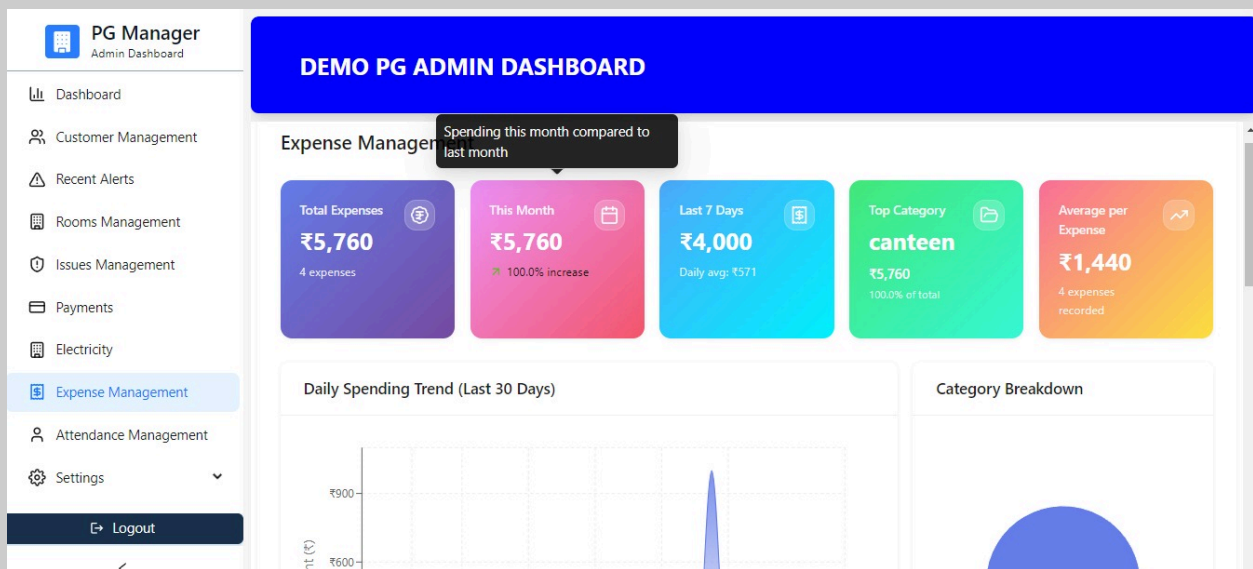 PG Manager
Admin Dashboard
Dashboard
Customer Management
Recent Alerts
Rooms Management
Issues Management
Payments
Electricity
Expense Management
Attendance Management
Settings
Logout
DEMO PG ADMIN DASHBOARD
Expense Management
Spending this month compared to
last month
Total Expenses
₹5,760
4 expenses
This Month
₹5,760
100.0% increase
Last 7 Days
₹4,000
Daily avg: ₹571
Top Category
canteen
₹5,760
100.0% of total
Average per
Expense
₹1,440
4 expenses
recorded
Daily Spending Trend (Last 30 Days)
₹900
₹600
(₹)
Category Breakdown